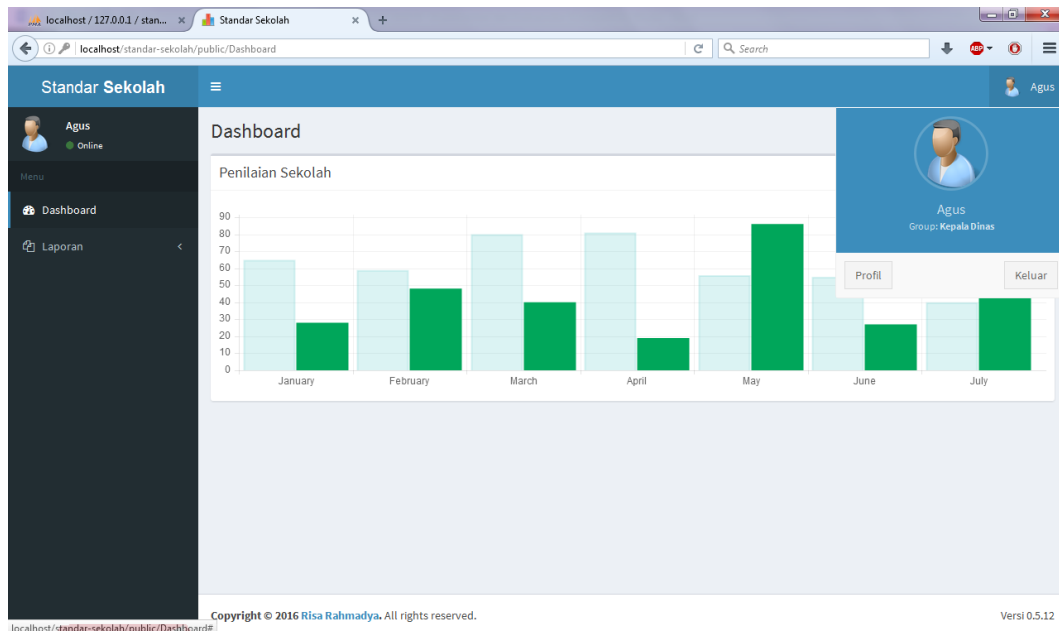 localhost / 127.0.0.1 / stan...
Standar Sekolah
localhost/standar-sekolah/public/Dashboard
Search
ABP
Standar Sekolah
Agus
Agus
Online
Menu
Dashboard
Laporan
Dashboard
Penilaian Sekolah
90
80
70
60
50
40
30
20
10
0
January February March April May June July
Agus
Group: Kepala Dinas
Profil Keluar
Copyright © 2016 Risa Rahmadya. All rights reserved.
Versi 0.5.12
localhost/standar-sekolah/public/Dashboard#